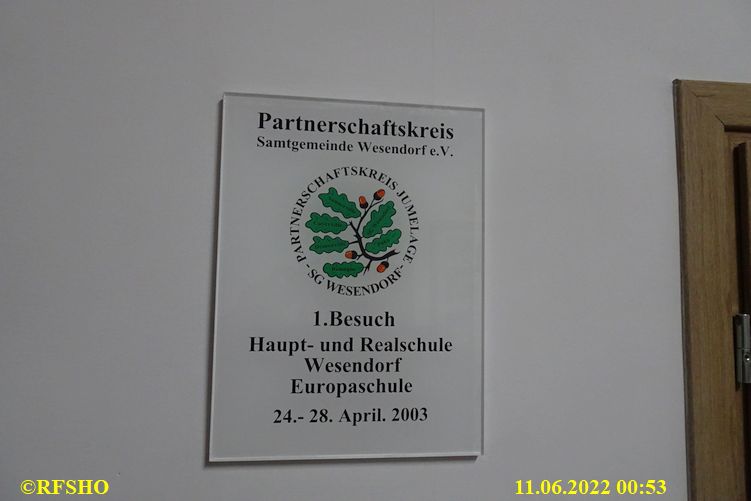 Partnerschaftskreis
Samtgemeinde Wesendorf e.V.
PARTNERSCHAFTSKREIS JUMELAGE
- SG WESENDORF -
1.Besuch
Haupt- und Realschule
Wesendorf
Europaschule
24.- 28. April. 2003
©RFSHO
11.06.2022 00:53